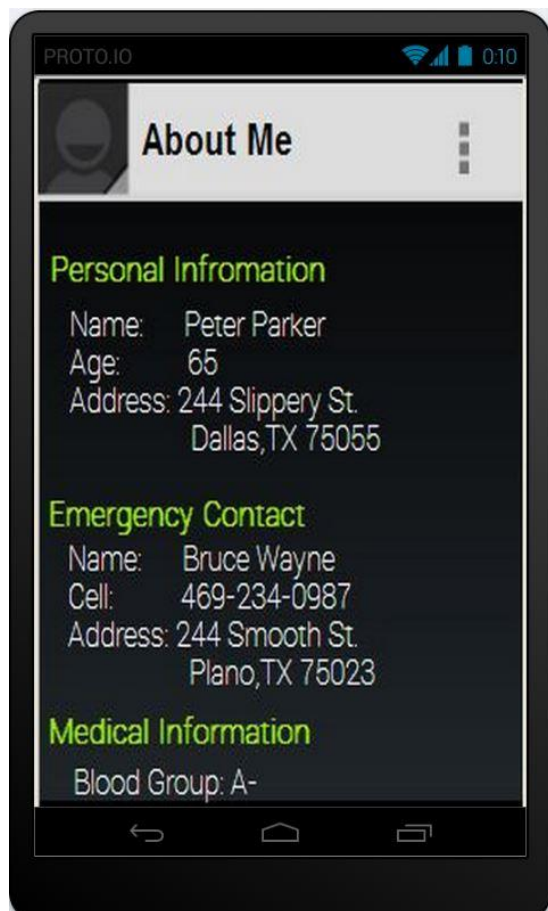 PROTO.IO 0:10
About Me
Personal Infromation
Name: Peter Parker
Age: 65
Address: 244 Slippery St.
Dallas,TX 75055
Emergency Contact
Name: Bruce Wayne
Cell: 469-234-0987
Address: 244 Smooth St.
Plano,TX 75023
Medical Information
Blood Group: A-